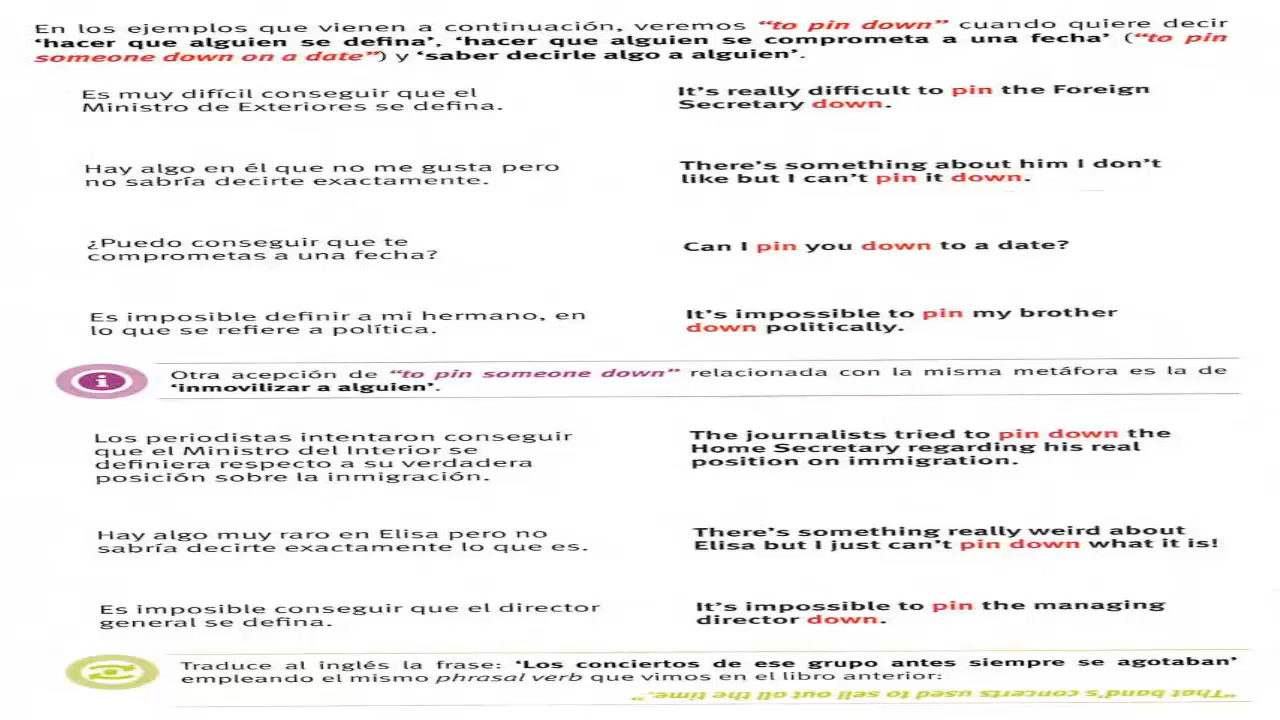 En los ejemplos que vienen a continuación, veremos “to pin down” cuando quiere decir
‘hacer que alguien se defina’, ‘hacer que alguien se comprometa a una fecha’ (“to pin
someone down on a date”) y ‘saber decirle algo a alguien’.
Es muy difícil conseguir que el
Ministro de Exteriores se defina.
It’s really difficult to pin the Foreign
Secretary down.
Hay algo en él que no me gusta pero
no sabría decirte exactamente.
There’s something about him I don’t
like but I can’t pin it down.
¿Puedo conseguir que te
comprometas a una fecha?
Can I pin you down to a date?
Es imposible definir a mi hermano, en
lo que se refiere a política.
It’s impossible to pin my brother
down politically.
i
Otra acepción de “to pin someone down” relacionada con la misma metáfora es la de
‘inmovilizar a alguien’.
Los periodistas intentaron conseguir
que el Ministro del Interior se
definiera respecto a su verdadera
posición sobre la inmigración.
The journalists tried to pin down the
Home Secretary regarding his real
position on immigration.
Hay algo muy raro en Elisa pero no
sabría decirte exactamente lo que es.
There’s something really weird about
Elisa but I just can’t pin down what it is!
Es imposible conseguir que el director
general se defina.
It’s impossible to pin the managing
director down.
Traduce al inglés la frase: ‘Los conciertos de ese grupo antes siempre se agotaban’
empleando el mismo phrasal verb que vimos en el libro anterior:
“That band’s concerts used to sell out all the time.”